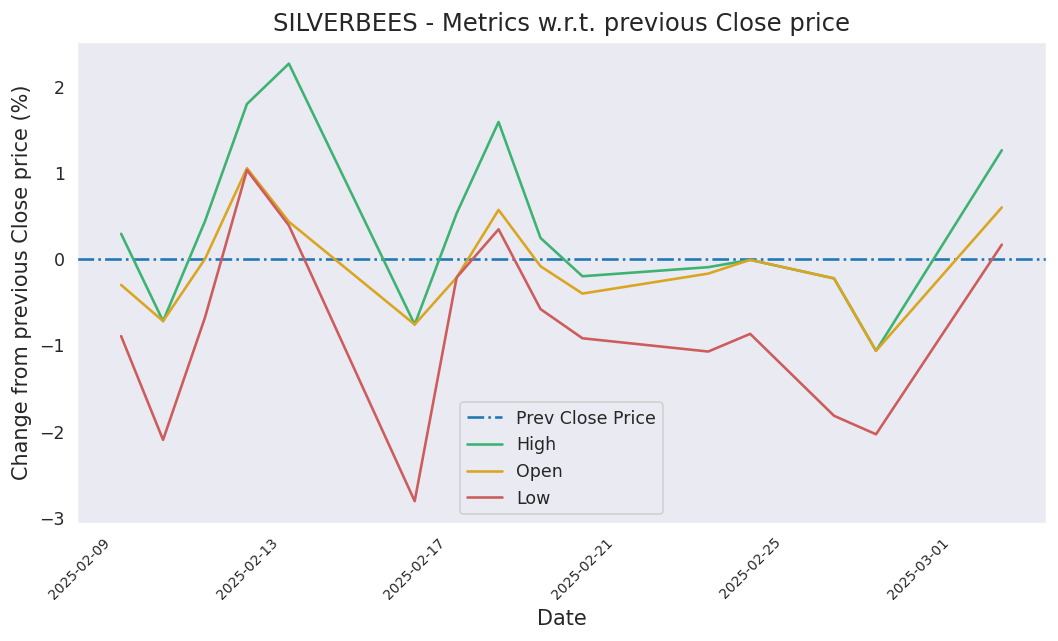 SILVERBEES - Metrics w.r.t. previous Close price
Change from previous Close price (%)
2
1
0
−1
−2
−3
Prev Close Price
High
Open
Low
2025-02-09
2025-02-13
2025-02-17
2025-02-21
2025-02-25
2025-03-01
Date